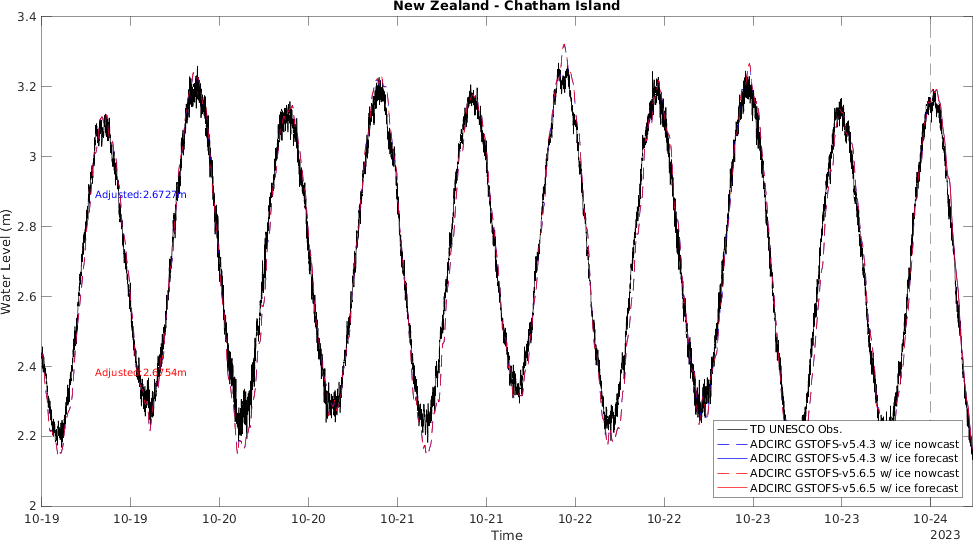 New Zealand - Chatham Island
3.4
3.2
3
2.8
2.6
2.4
2.2
2
Water Level (m)
Adjusted:2.6727m
Adjusted:2.6754m
TD UNESCO Obs.
ADCIRC GSTOFS-v5.4.3 w/ ice nowcast
ADCIRC GSTOFS-v5.4.3 w/ ice forecast
ADCIRC GSTOFS-v5.6.5 w/ ice nowcast
ADCIRC GSTOFS-v5.6.5 w/ ice forecast
10-19 10-19 10-20 10-20 10-21 10-21 10-22 10-22 10-23 10-23 10-24
2023
Time